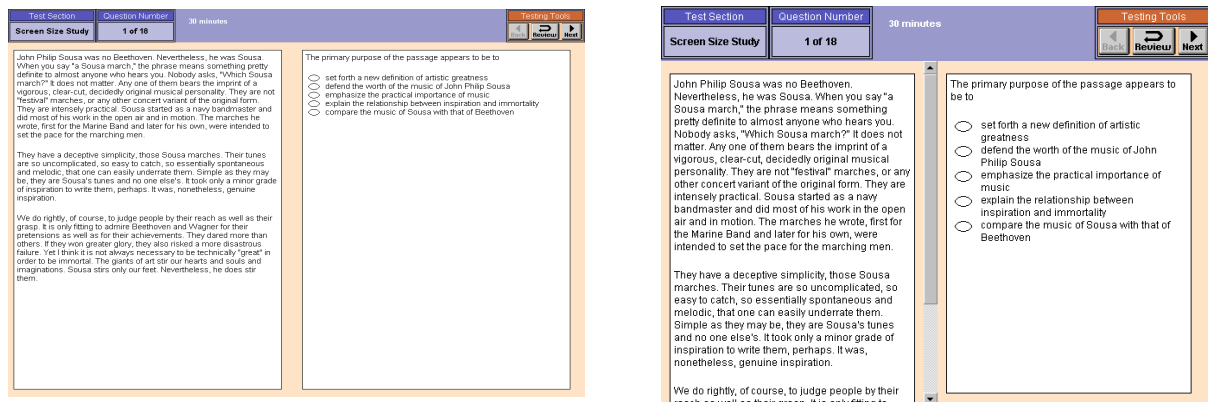 Test Section
Question Number
30 minutes
Testing Tools
Screen Size Study
1 of 18
Back
Review
Next
John Philip Sousa was no Beethoven. Nevertheless, he was Sousa.
When you say "a Sousa march," the phrase means something pretty
definite to almost anyone who hears you. Nobody asks, "Which Sousa
march?" It does not matter. Any one of them bears the imprint of a
vigorous, clear-cut, decidedly original musical personality. They are not
"festival" marches, or any other concert variant of the original form.
They are intensely practical. Sousa started as a navy bandmaster and
did most of his work in the open air and in motion. The marches he
wrote, first for the Marine Band and later for his own, were intended to
set the pace for the marching men.
They have a deceptive simplicity, those Sousa marches. Their tunes
are so uncomplicated, so easy to catch, so essentially spontaneous
and melodic, that one can easily underrate them. Simple as they may
be, they are Sousa's tunes and no one else's. It took only a minor grade
of inspiration to write them, perhaps. It was, nonetheless, genuine
inspiration.
We do rightly, of course, to judge people by their reach as well as their
grasp. It is only fitting to admire Beethoven and Wagner for their
pretensions as well as for their achievements. They dared more than
others. If they won greater glory, they also risked a more disastrous
failure. Yet I think it is not always necessary to be technically "great" in
order to be immortal. The giants of art stir our hearts and souls and
imaginations. Sousa stirs only our feet. Nevertheless, he does stir
them.
The primary purpose of the passage appears to be to
set forth a new definition of artistic greatness
defend the worth of the music of John Philip Sousa
emphasize the practical importance of music
explain the relationship between inspiration and immortality
compare the music of Sousa with that of Beethoven
Test Section
Question Number
30 minutes
Testing Tools
Screen Size Study
1 of 18
Back
Review
Next
John Philip Sousa was no Beethoven.
Nevertheless, he was Sousa. When you say "a
Sousa march," the phrase means something
pretty definite to almost anyone who hears you.
Nobody asks, "Which Sousa march?" It does not
matter. Any one of them bears the imprint of a
vigorous, clear-cut, decidedly original musical
personality. They are not "festival" marches, or any
other concert variant of the original form. They are
intensely practical. Sousa started as a navy
bandmaster and did most of his work in the open
air and in motion. The marches he wrote, first for
the Marine Band and later for his own, were
intended to set the pace for the marching men.
They have a deceptive simplicity, those Sousa
marches. Their tunes are so uncomplicated, so
easy to catch, so essentially spontaneous and
melodic, that one can easily underrate them.
Simple as they may be, they are Sousa's tunes
and no one else's. It took only a minor grade of
inspiration to write them, perhaps. It was,
nonetheless, genuine inspiration.
We do rightly, of course, to judge people by their
reach as well as their grasp. It is only fitting to
The primary purpose of the passage appears to
be to
set forth a new definition of artistic
greatness
defend the worth of the music of John
Philip Sousa
emphasize the practical importance of
music
explain the relationship between
inspiration and immortality
compare the music of Sousa with that of
Beethoven